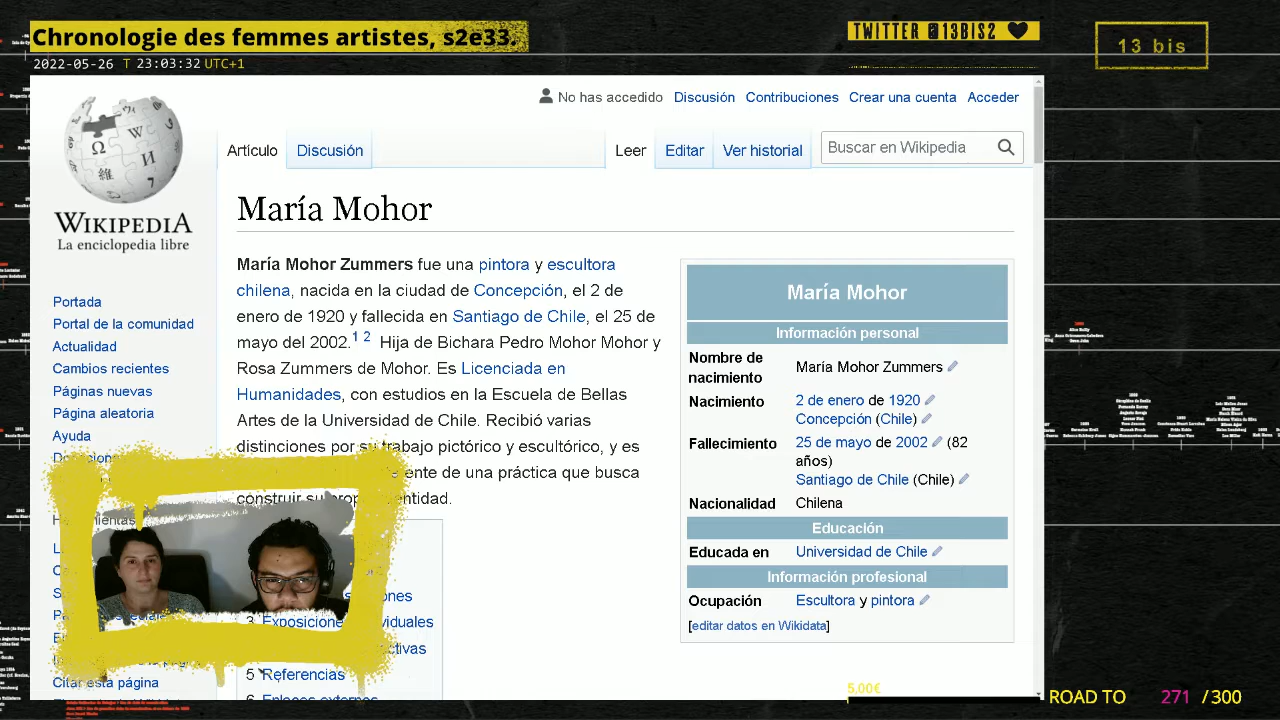 Chronologie des femmes artistes, s2e33.
2022-05-26 T 23:03:32 UTC+1
TWITTER @13BIS2
13 bis
No has accedido Discusión Contribuciones Crear una cuenta Acceder
Artículo Discusión Leer Editar Ver historial Buscar en Wikipedia
WIKIPEDIA
La enciclopedia libre
María Mohor
Portada
Portal de la comunidad
Actualidad
Cambios recientes
Páginas nuevas
Página aleatoria
Ayuda
María Mohor Zummers fue una pintora y escultora
chilena, nacida en la ciudad de Concepción, el 2 de
enero de 1920 y fallecida en Santiago de Chile, el 25 de
mayo del 2002.1 2 Hija de Bichara Pedro Mohor Mohor y
Rosa Zummers de Mohor. Es Licenciada en
Humanidades, con estudios en la Escuela de Bellas
Artes de la Universidad de Chile. Recibió varias
distinciones por su trabajo pictórico y escultórico, y es
de una práctica que busca
construir su entidad.
3 Exposiciones
5 Referencias
6 Enlaces externos
Citar esta página
María Mohor
Información personal
Nombre de nacimiento María Mohor Zummers
Nacimiento 2 de enero de 1920
Concepción (Chile)
Fallecimiento 25 de mayo de 2002 (82
años)
Santiago de Chile (Chile)
Nacionalidad Chilena
Educación
Educada en Universidad de Chile
Información profesional
Ocupación Escultora y pintora
[editar datos en Wikidata]
5,00€
ROAD TO 271 / 300